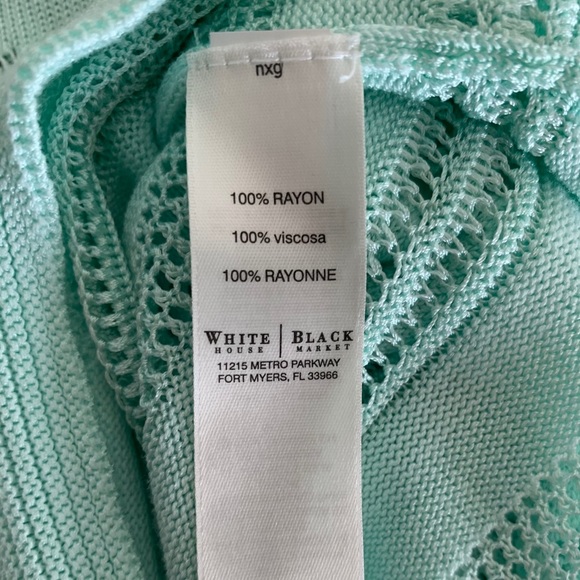 nxg
100% RAYON
100% viscosa
100% RAYONNE
WHITE | BLACK
HOUSE MARKET
11215 METRO PARKWAY
FORT MYERS, FL 33966